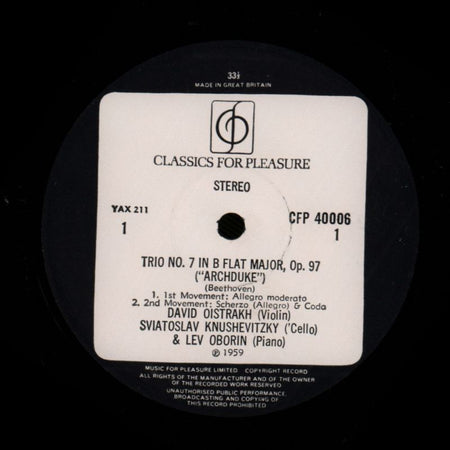 33⅓
MADE IN GREAT BRITAIN
CLASSICS FOR PLEASURE
STEREO
YAX 211
1
CFP 40006
1
TRIO NO. 7 IN B FLAT MAJOR, Op. 97
("ARCHDUKE")
(Beethoven)
1. 1st Movement: Allegro moderato
2. 2nd Movement: Scherzo (Allegro) & Coda
DAVID OISTRAKH (Violin)
SVIATOSLAV KNUSHEVITZKY ('Cello)
& LEV OBORIN (Piano)
℗ 1959
MUSIC FOR PLEASURE LIMITED COPYRIGHT RECORD
ALL RIGHTS OF THE MANUFACTURER AND OF THE OWNER
OF THE RECORDED WORK RESERVED
UNAUTHORISED PUBLIC PERFORMANCE,
BROADCASTING AND COPYING OF
THIS RECORD PROHIBITED